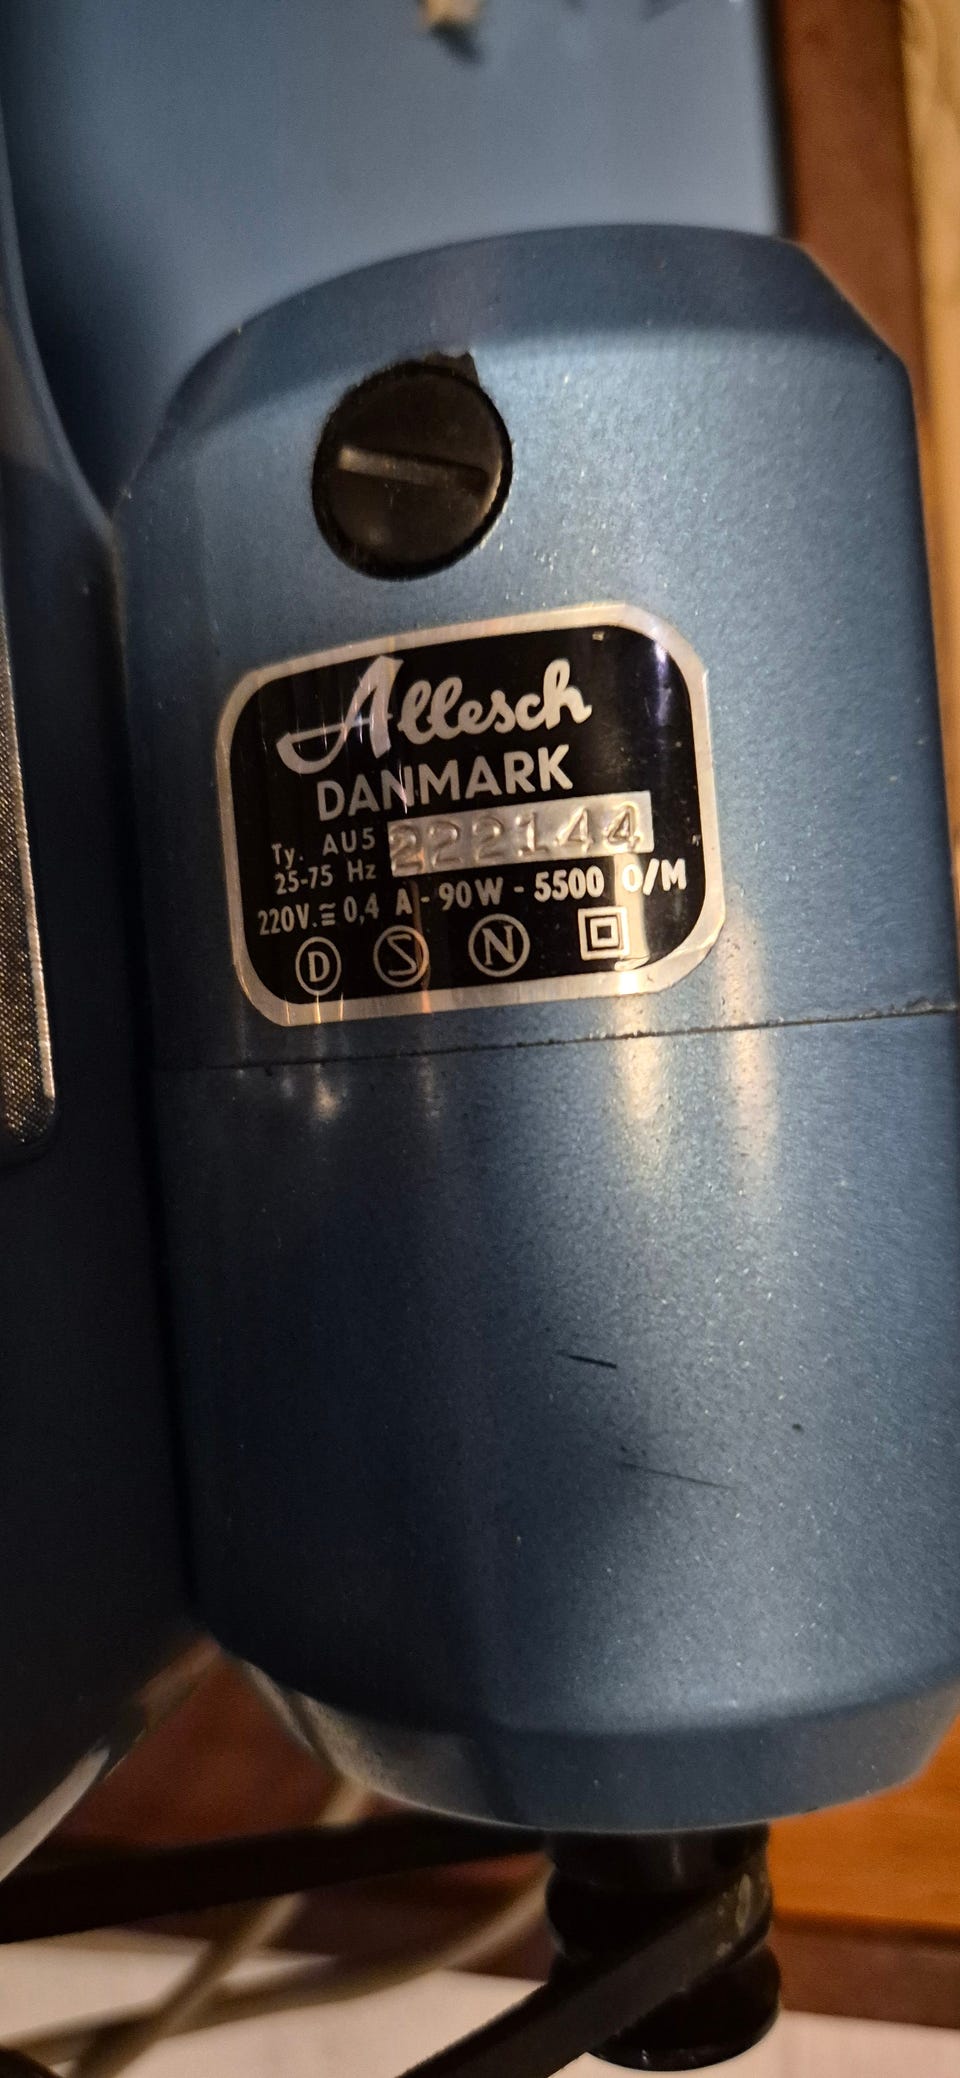 Allesch
DANMARK
Ty. AU5 222144
25-75 Hz
220V.≅ 0,4 A - 90W - 5500 O/M
D S N